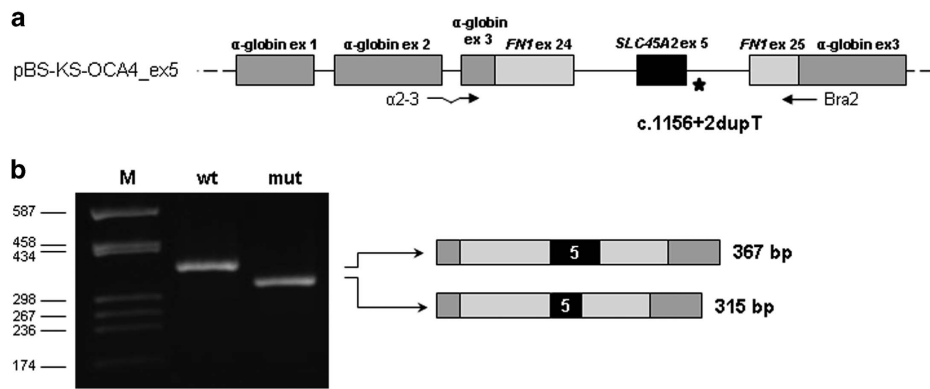 a
α-globin ex 1
α-globin ex 2
α-globin
ex 3
FN1 ex 24
SLC45A2 ex 5
FN1 ex 25
α-globin ex3
pBS-KS-OCA4_ex5
α2-3
Bra2
c.1156+2dupT
b
M
wt
mut
587
458
434
298
267
236
174
5
367 bp
5
315 bp